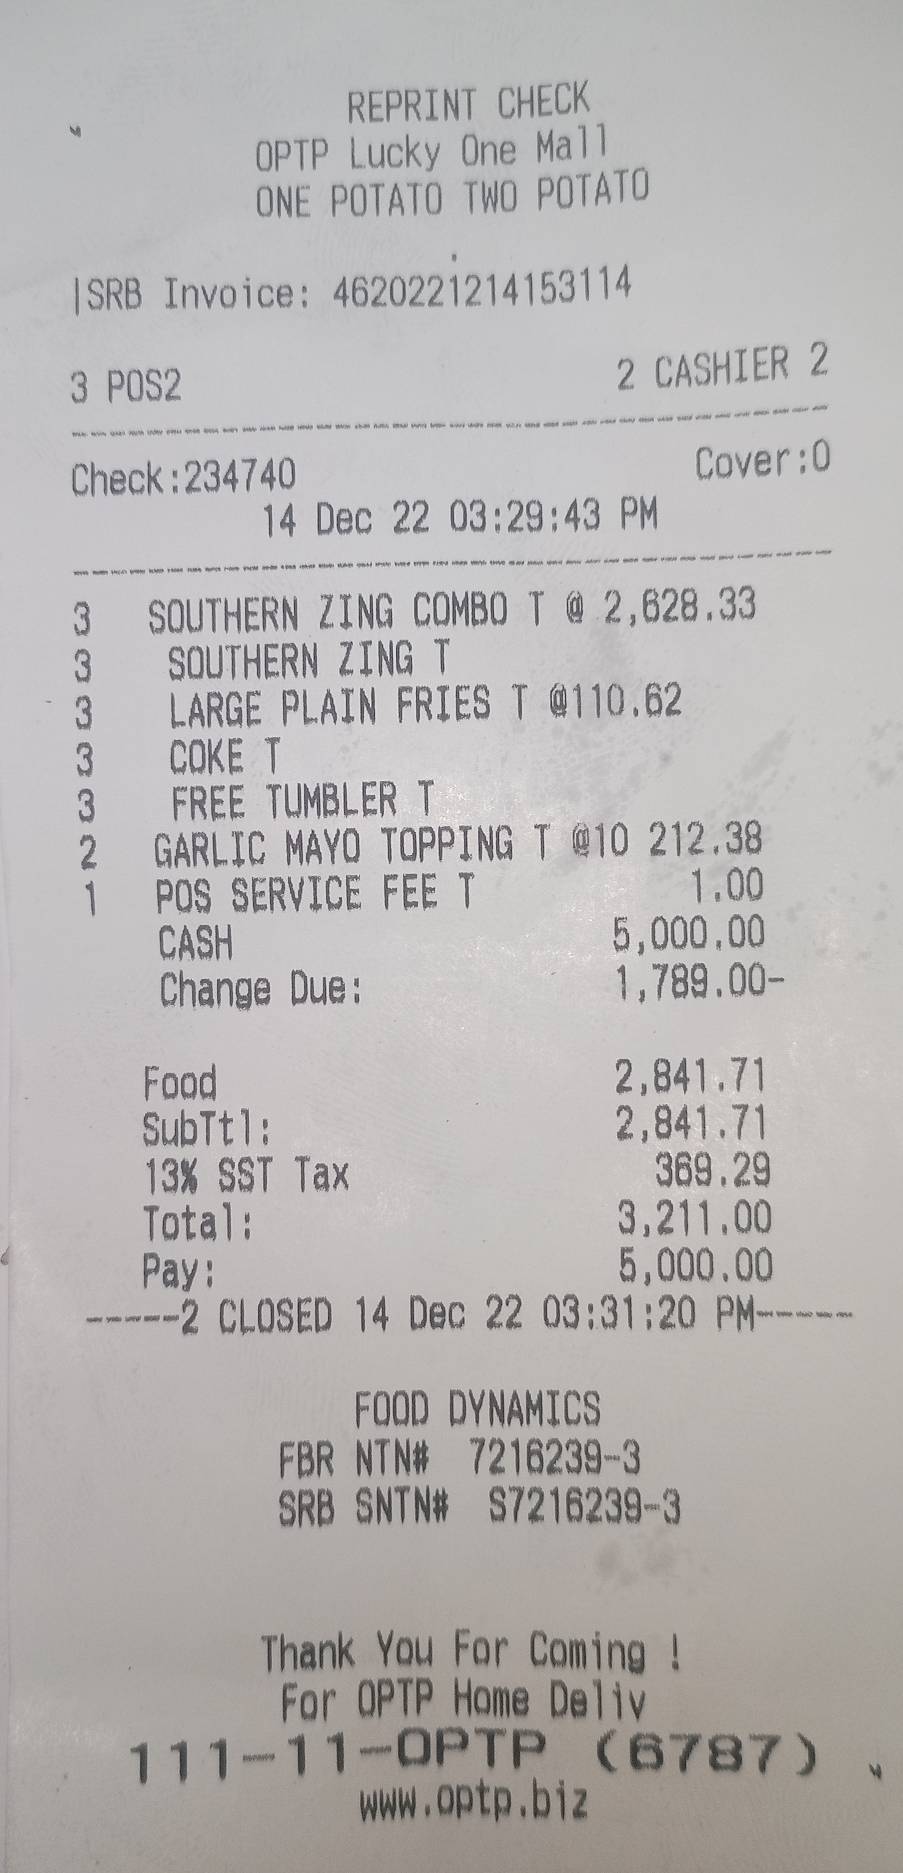 REPRINT CHECK
OPTP Lucky One Mall
ONE POTATO TWO POTATO
|SRB Invoice: 4620221214153114
3 POS2 2 CASHIER 2
Check:234740 Cover:0
14 Dec 22 03:29:43 PM
3 SOUTHERN ZING COMBO T @ 2,628.33
3 SOUTHERN ZING T
3 LARGE PLAIN FRIES T @110.62
3 COKE T
3 FREE TUMBLER T
2 GARLIC MAYO TOPPING T @10 212.38
1 POS SERVICE FEE T 1.00
CASH 5,000.00
Change Due: 1,789.00-
Food 2,841.71
SubTtl: 2,841.71
13% SST Tax 369.29
Total: 3,211.00
Pay: 5,000.00
-----2 CLOSED 14 Dec 22 03:31:20 PM-----
FOOD DYNAMICS
FBR NTN# 7216239-3
SRB SNTN# S7216239-3
Thank You For Coming !
For OPTP Home Deliv
111-11-OPTP (6787)
www.optp.biz